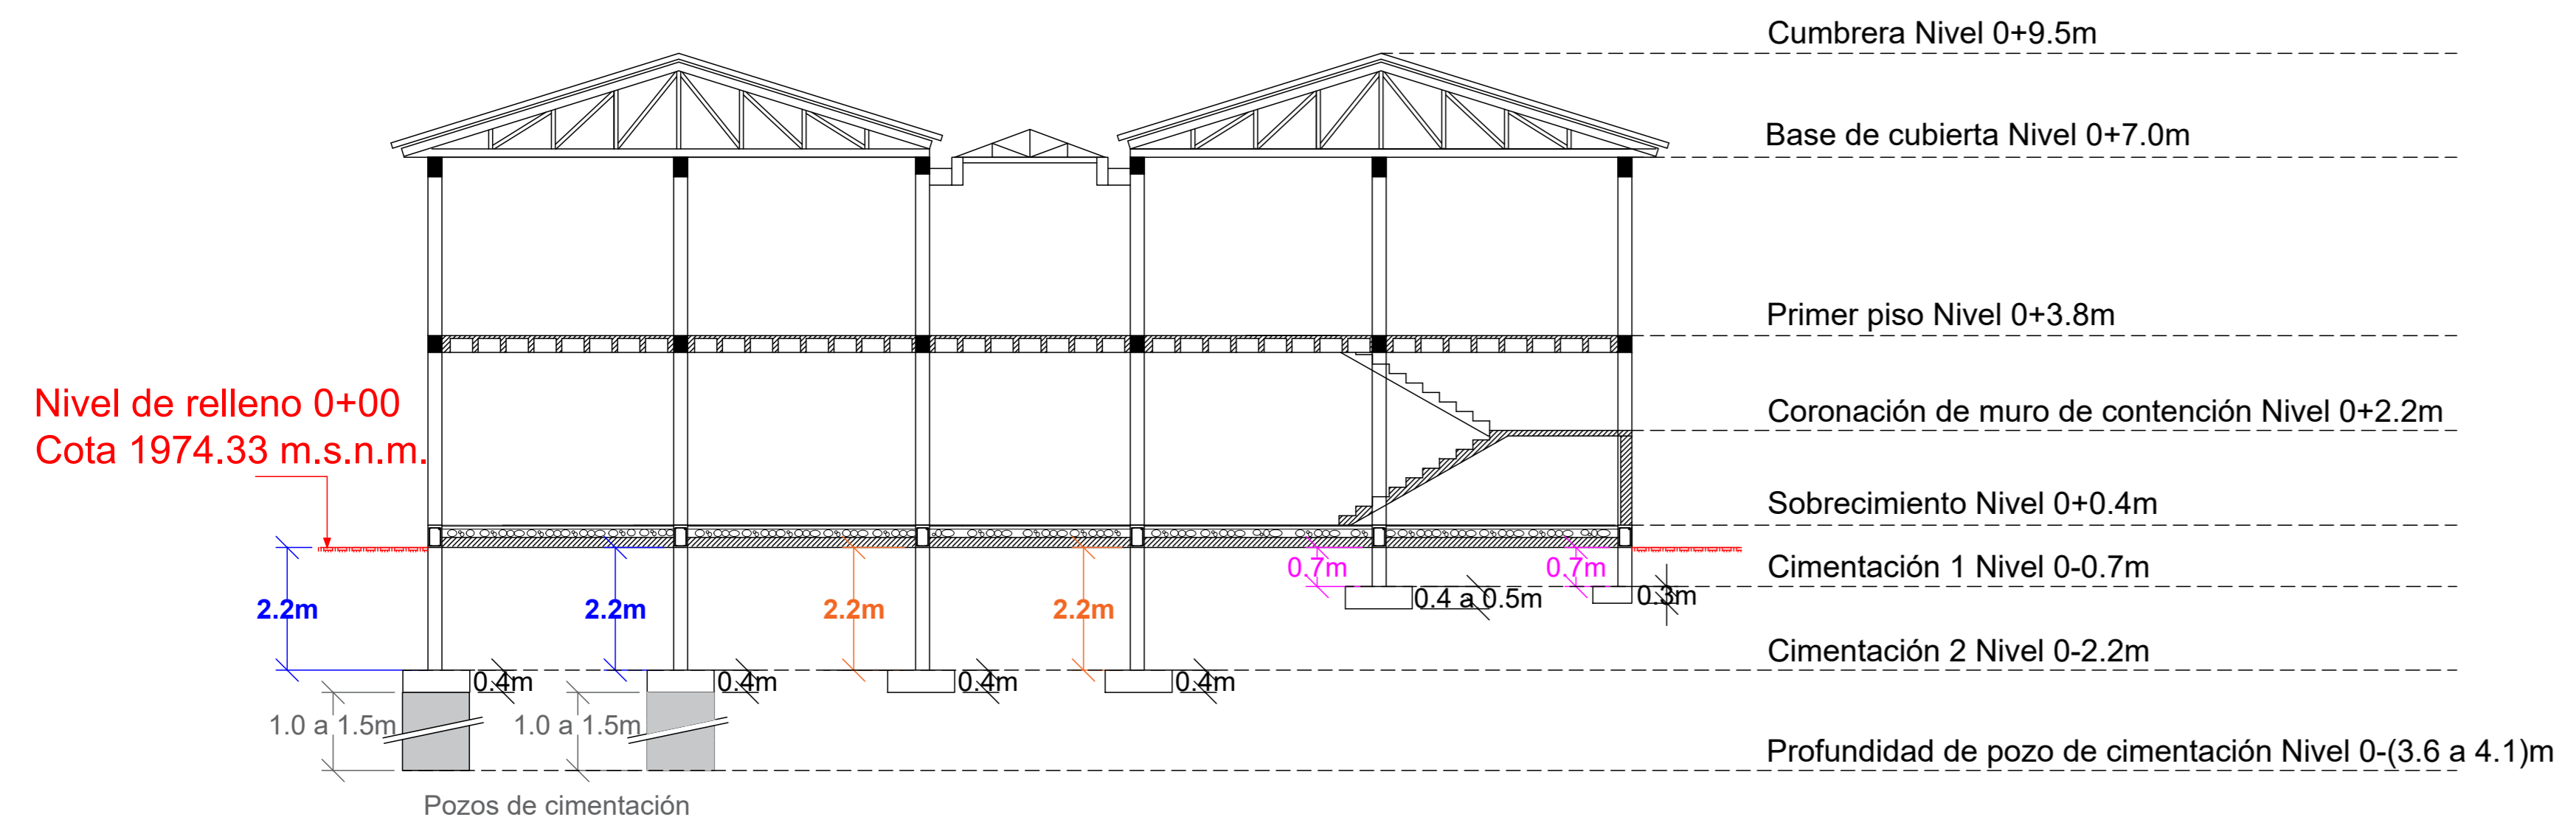 Cumbrera Nivel 0+9.5m
Base de cubierta Nivel 0+7.0m
Primer piso Nivel 0+3.8m
Nivel de relleno 0+00
Cota 1974.33 m.s.n.m.
Coronación de muro de contención Nivel 0+2.2m
Sobrecimiento Nivel 0+0.4m
0.7m
0.7m
Cimentación 1 Nivel 0-0.7m
2.2m
2.2m
2.2m
2.2m
0.4 a 0.5m
0.3m
Cimentación 2 Nivel 0-2.2m
0.4m
0.4m
0.4m
0.4m
1.0 a 1.5m
1.0 a 1.5m
Profundidad de pozo de cimentación Nivel 0-(3.6 a 4.1)m
Pozos de cimentación